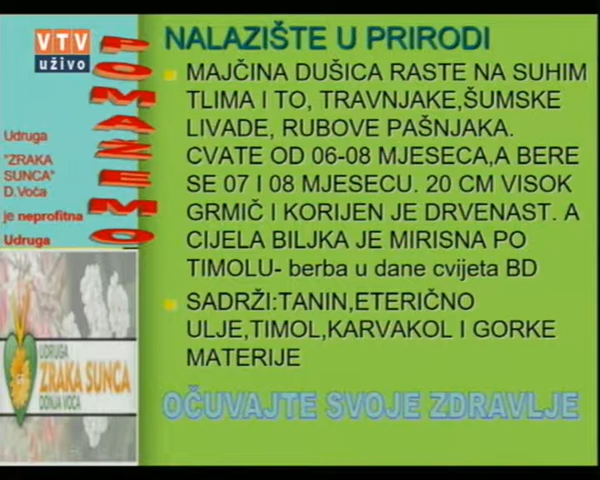 VTV
uživo
POMAŽEMO
Udruga
"ZRAKA
SUNCA"
D.Voća
je neprofitna
Udruga
UDRUGA
ZRAKA SUNCA
DONJA VOĆA
NALAZIŠTE U PRIRODI
MAJČINA DUŠICA RASTE NA SUHIM
TLIMA I TO, TRAVNJAKE,ŠUMSKE
LIVADE, RUBOVE PAŠNJAKA.
CVATE OD 06-08 MJESECA,A BERE
SE 07 I 08 MJESECU. 20 CM VISOK
GRMIČ I KORIJEN JE DRVENAST. A
CIJELA BILJKA JE MIRISNA PO
TIMOLU- berba u dane cvijeta BD
SADRŽI:TANIN,ETERIČNO
ULJE,TIMOL,KARVAKOL I GORKE
MATERIJE
OČUVAJTE SVOJE ZDRAVLJE